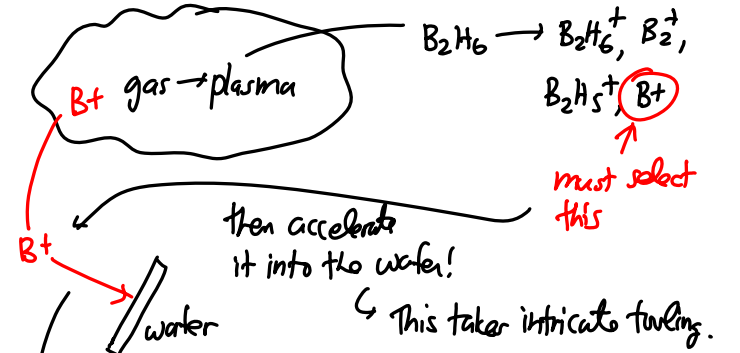 B₂H₆ → B₂H₆⁺, B₂⁺,
B+ gas → plasma
B₂H₅⁺, B+
must select
this
then accelerate
it into the wafer!
B+
wafer
This takes intricate tooling.